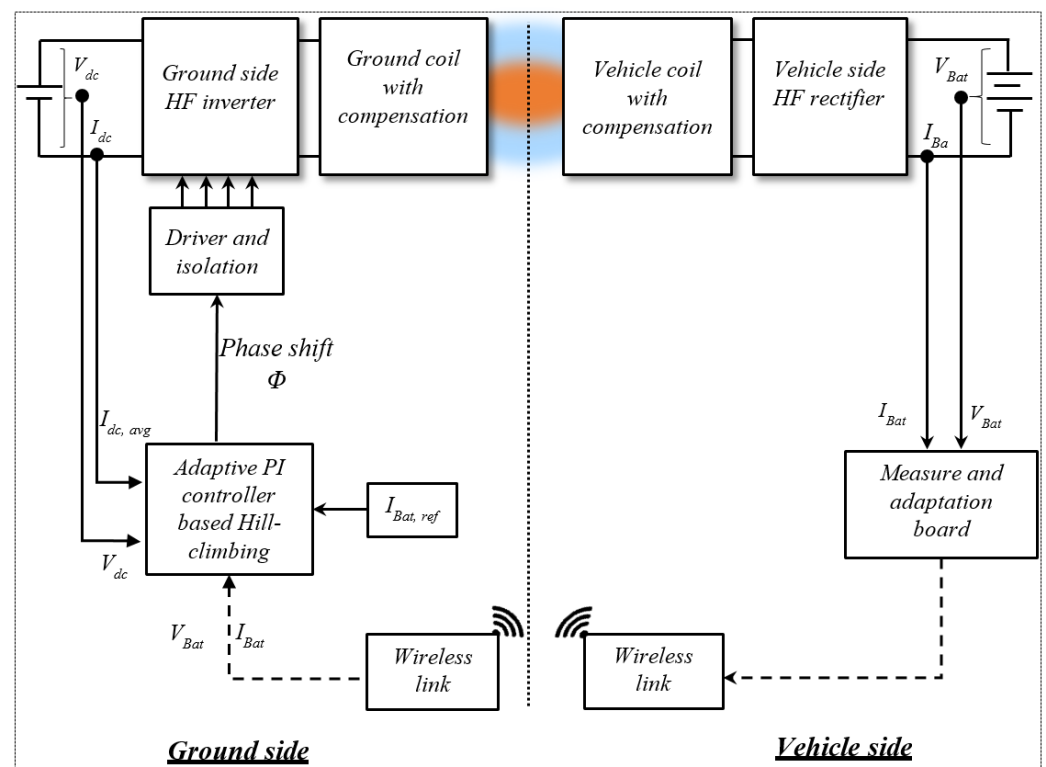 V_dc
I_dc
Ground side
HF inverter
Ground coil
with
compensation
Vehicle coil
with
compensation
Vehicle side
HF rectifier
V_Bat
I_Ba
Driver and
isolation
Phase shift
Φ
I_dc, avg
Adaptive PI
controller
based Hill-
climbing
I_Bat, ref
V_dc
I_Bat
V_Bat
Measure and
adaptation
board
V_Bat I_Bat
Wireless
link
Wireless
link
Ground side
Vehicle side